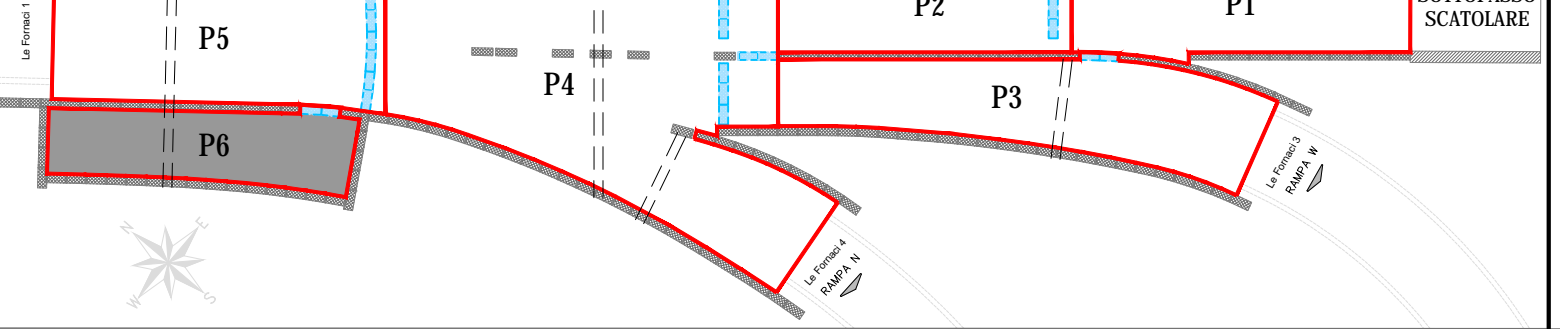 P2
P1
SOTTOPASSO
SCATOLARE
Le Fornaci 1
P5
P4
P3
P6
Le Fornaci 3
RAMPA W
Le Fornaci 4
RAMPA N
N
E
W
S